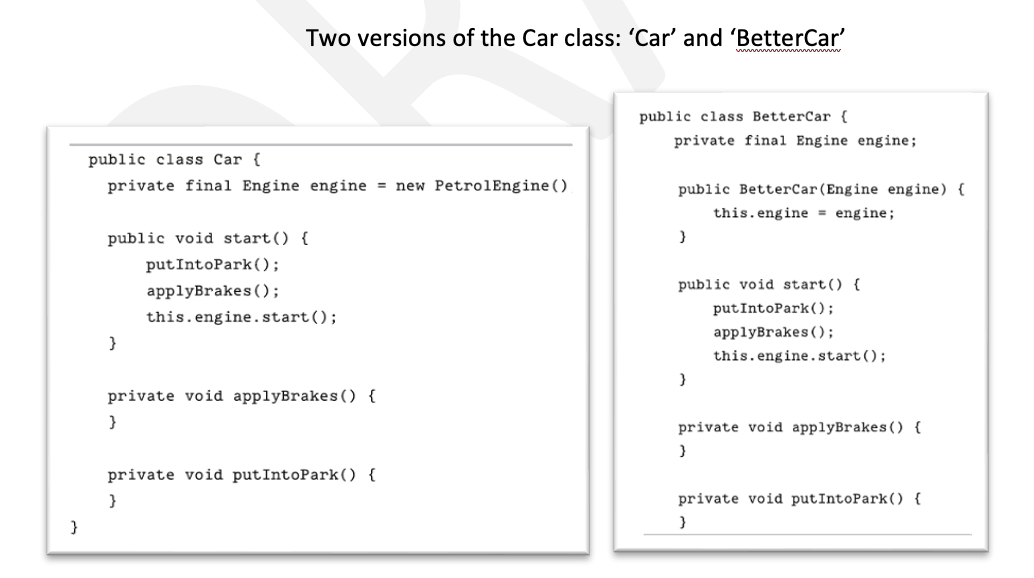 Two versions of the Car class: ‘Car’ and ‘BetterCar’
public class Car {
private final Engine engine = new PetrolEngine()
public void start() {
putIntoPark();
applyBrakes();
this.engine.start();
}
private void applyBrakes() {
}
private void putIntoPark() {
}
}
public class BetterCar {
private final Engine engine;
public BetterCar(Engine engine) {
this.engine = engine;
}
public void start() {
putIntoPark();
applyBrakes();
this.engine.start();
}
private void applyBrakes() {
}
private void putIntoPark() {
}